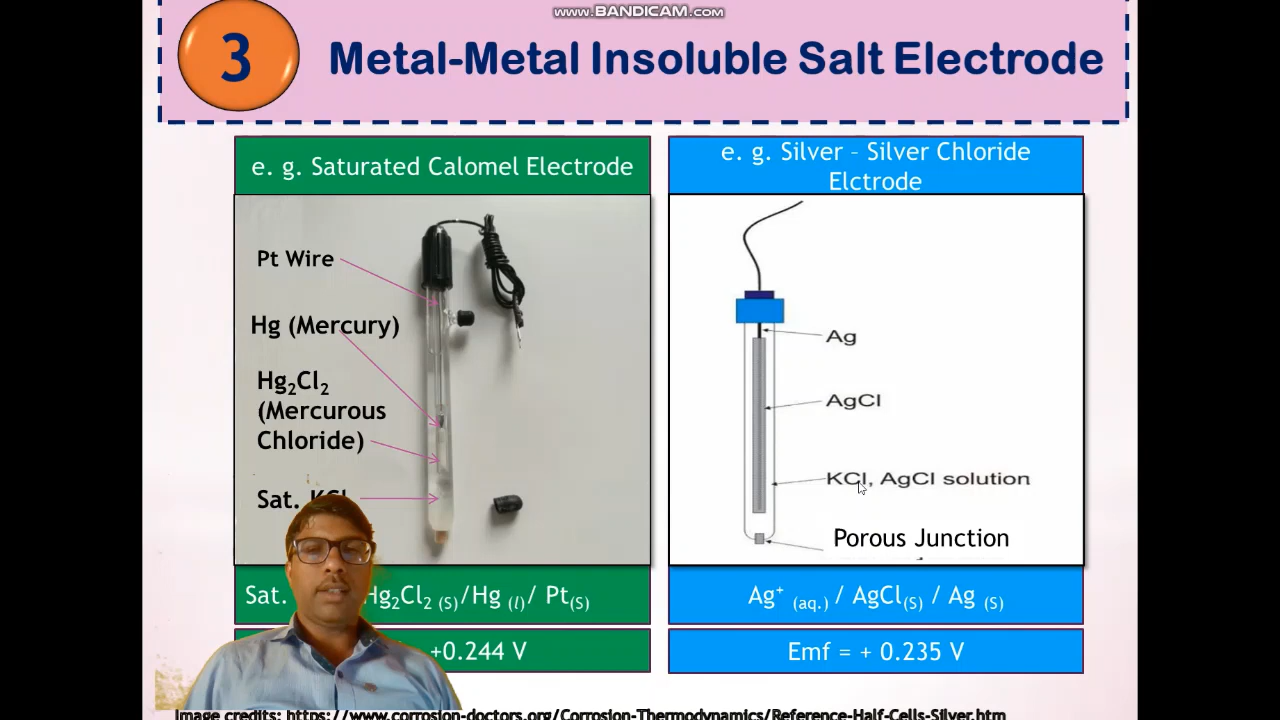 www.BANDICAM.com
3
Metal-Metal Insoluble Salt Electrode
e. g. Saturated Calomel Electrode
e. g. Silver – Silver Chloride
Elctrode
Pt Wire
Hg (Mercury)
Hg₂Cl₂
(Mercurous
Chloride)
Sat. KCl
Ag
AgCl
KCl, AgCl solution
Porous Junction
Sat. Hg₂Cl₂ (S)/Hg (l)/ Pt(S)
Ag⁺ (aq.) / AgCl(S) / Ag (S)
+0.244 V
Emf = + 0.235 V
Image credits: https://www.corrosion-doctors.org/Corrosion-Thermodynamics/Reference-Half-Cells-Silver.htm